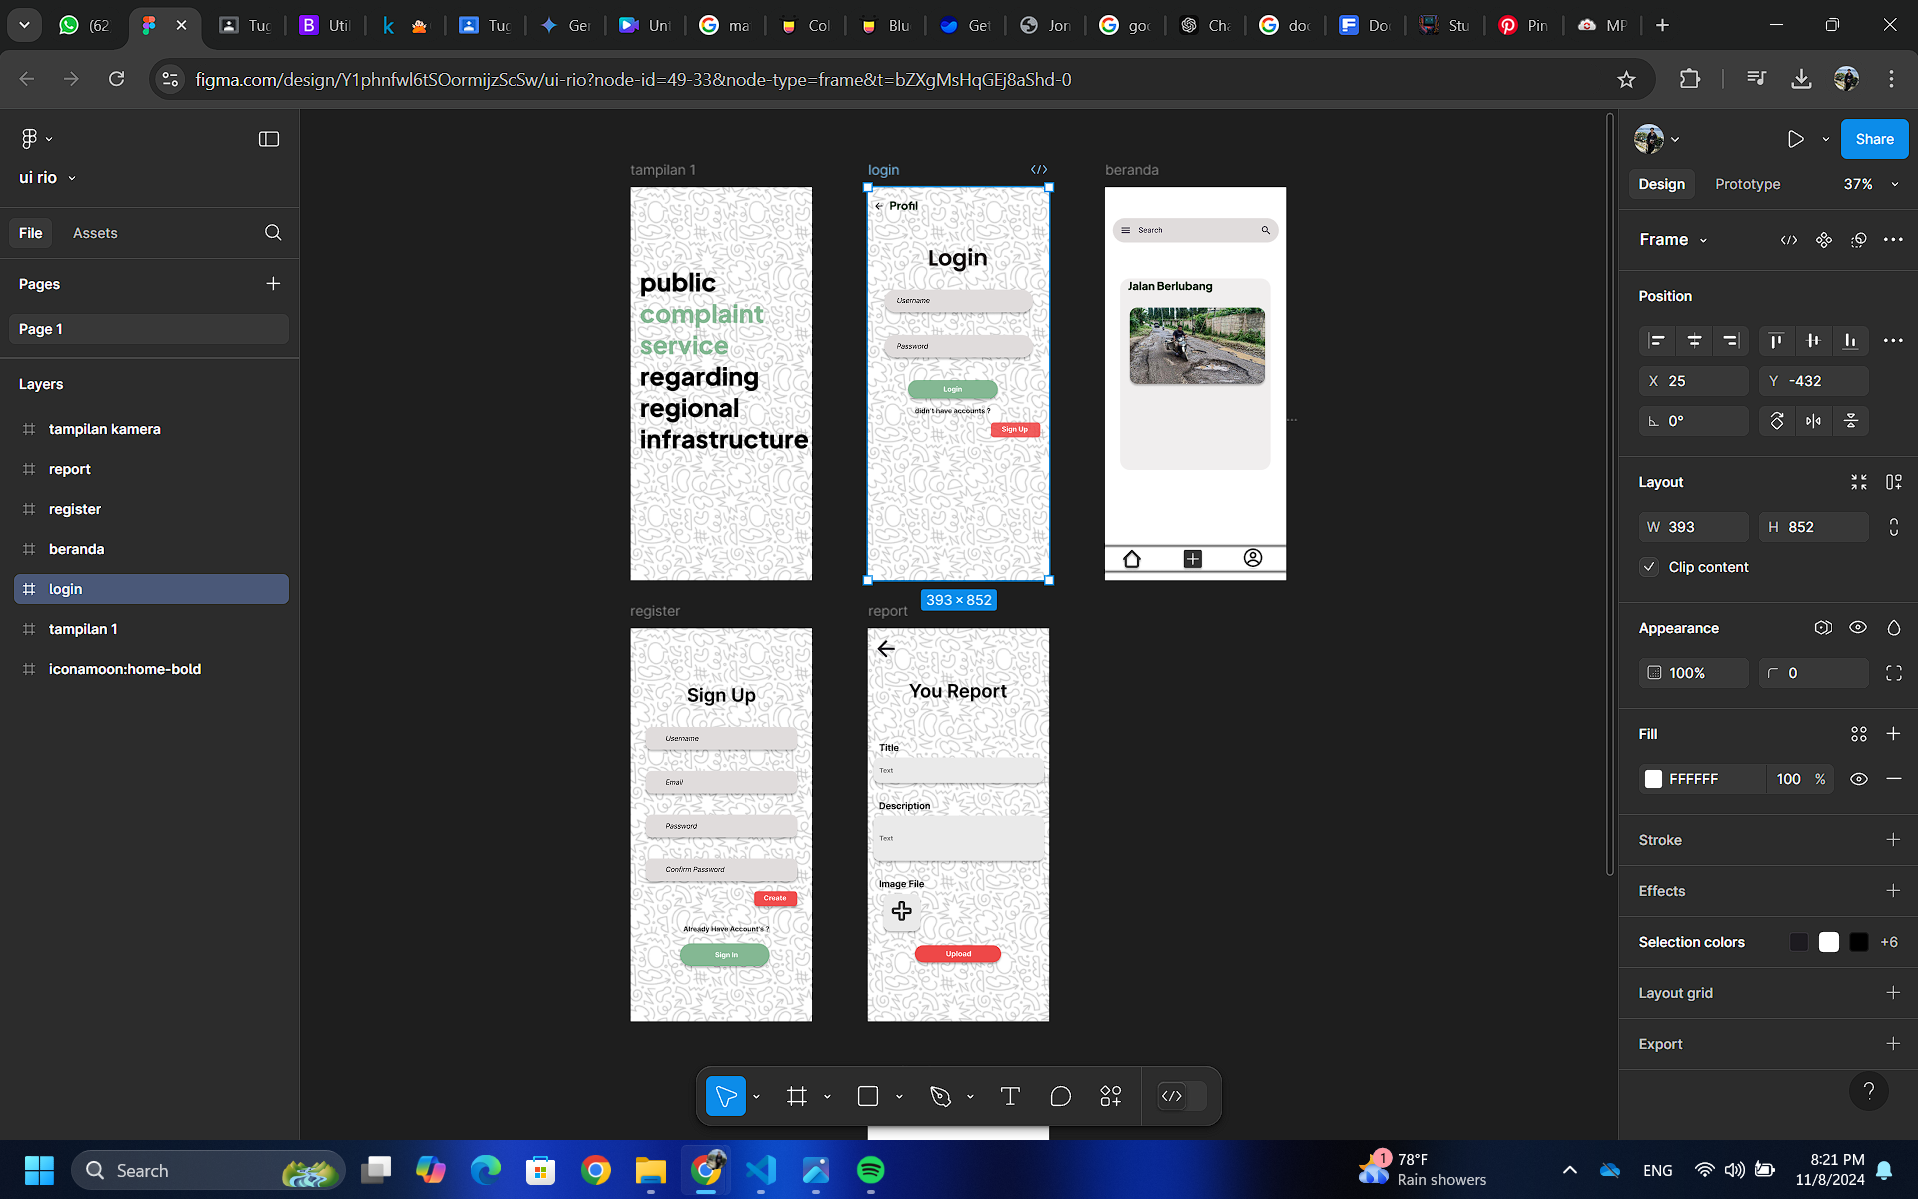 (62
Tug
Util
k
Tug
Ger
Unt
ma
Col
Blu
Get
Jon
goo
Cha
doc
Doc
Stu
Pin
MP
figma.com/design/Y1phnfwl6tSOormijzScSw/ui-rio?node-id=49-33&node-type=frame&t=bZXgMsHqGEj8aShd-0
ui rio
File
Assets
Pages
Page 1
Layers
tampilan kamera
report
register
beranda
login
tampilan 1
iconamoon:home-bold
tampilan 1
public
complaint
service
regarding
regional
infrastructure
login
Profil
Login
Username
Password
Login
didn't have accounts ?
Sign Up
393 × 852
beranda
Search
Jalan Berlubang
register
Sign Up
Username
Email
Password
Confirm Password
Create
Already Have Account's ?
Sign In
report
You Report
Title
Text
Description
Text
Image File
Upload
Share
Design
Prototype
37%
Frame
Position
X 25
Y -432
0°
Layout
W 393
H 852
Clip content
Appearance
100%
0
Fill
FFFFFF
100 %
Stroke
Effects
Selection colors
+6
Layout grid
Export
?
Search
1
78°F
Rain showers
ENG
8:21 PM
11/8/2024